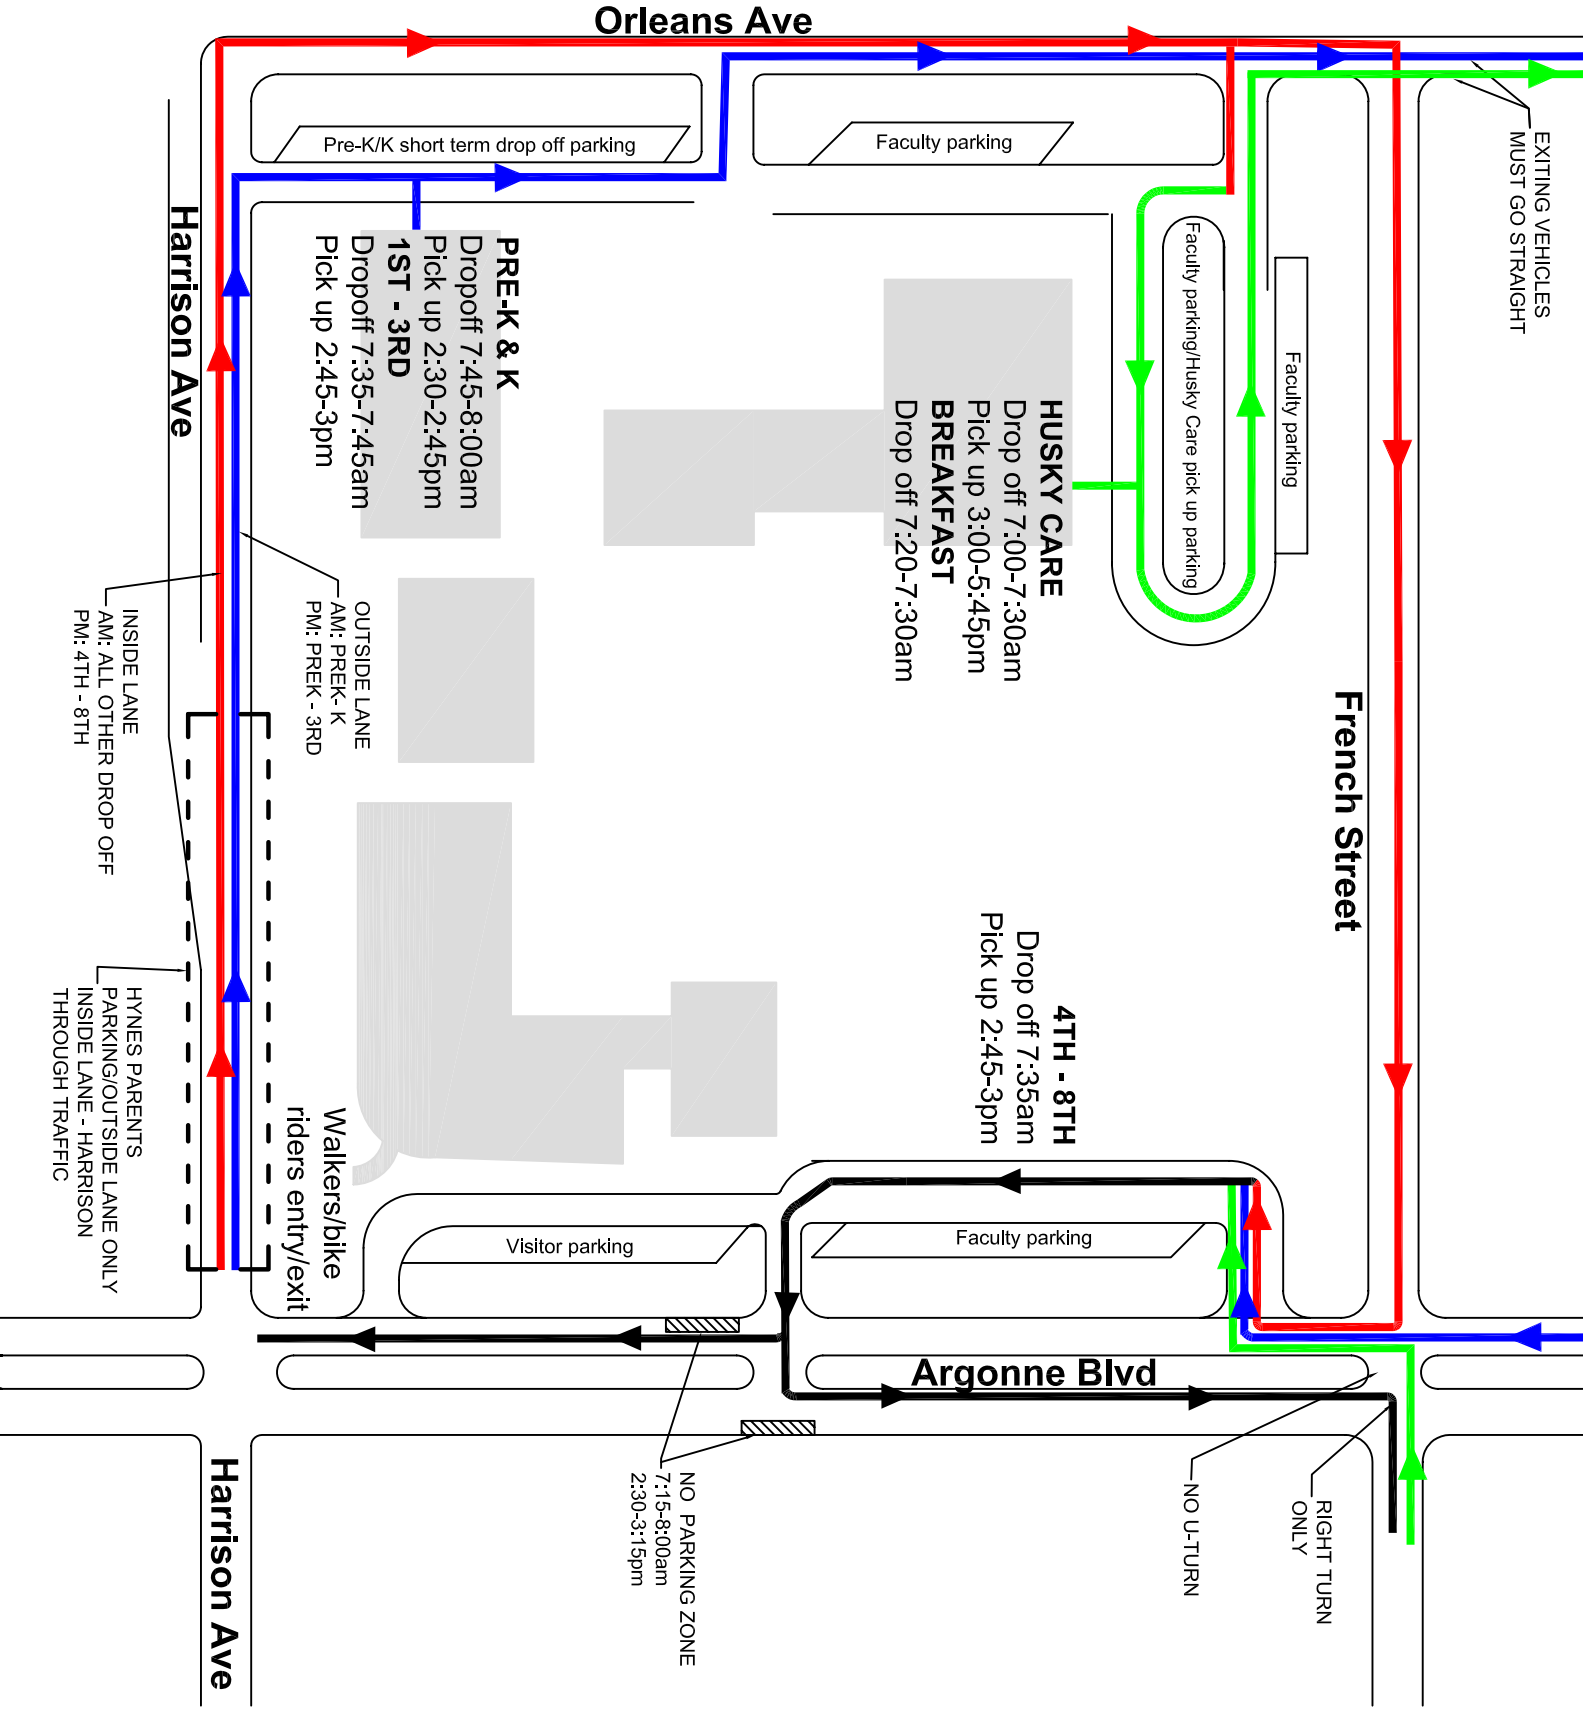 Orleans Ave
Pre-K/K short term drop off parking
Faculty parking
EXITING VEHICLES
MUST GO STRAIGHT
Harrison Ave
PRE-K & K
Dropoff 7:45-8:00am
Pick up 2:30-2:45pm
1ST - 3RD
Dropoff 7:35-7:45am
Pick up 2:45-3pm
HUSKY CARE
Drop off 7:00-7:30am
Pick up 3:00-5:45pm
BREAKFAST
Drop off 7:20-7:30am
Faculty parking/Husky Care pick up parking
Faculty parking
French Street
OUTSIDE LANE
AM: PREK- K
PM: PREK - 3RD
INSIDE LANE
AM: ALL OTHER DROP OFF
PM: 4TH - 8TH
HYNES PARENTS
PARKING/OUTSIDE LANE ONLY
INSIDE LANE - HARRISON
THROUGH TRAFFIC
Walkers/bike
riders entry/exit
4TH - 8TH
Drop off 7:35am
Pick up 2:45-3pm
Visitor parking
Faculty parking
Argonne Blvd
NO PARKING ZONE
7:15-8:00am
2:30-3:15pm
NO U-TURN
RIGHT TURN
ONLY
Harrison Ave